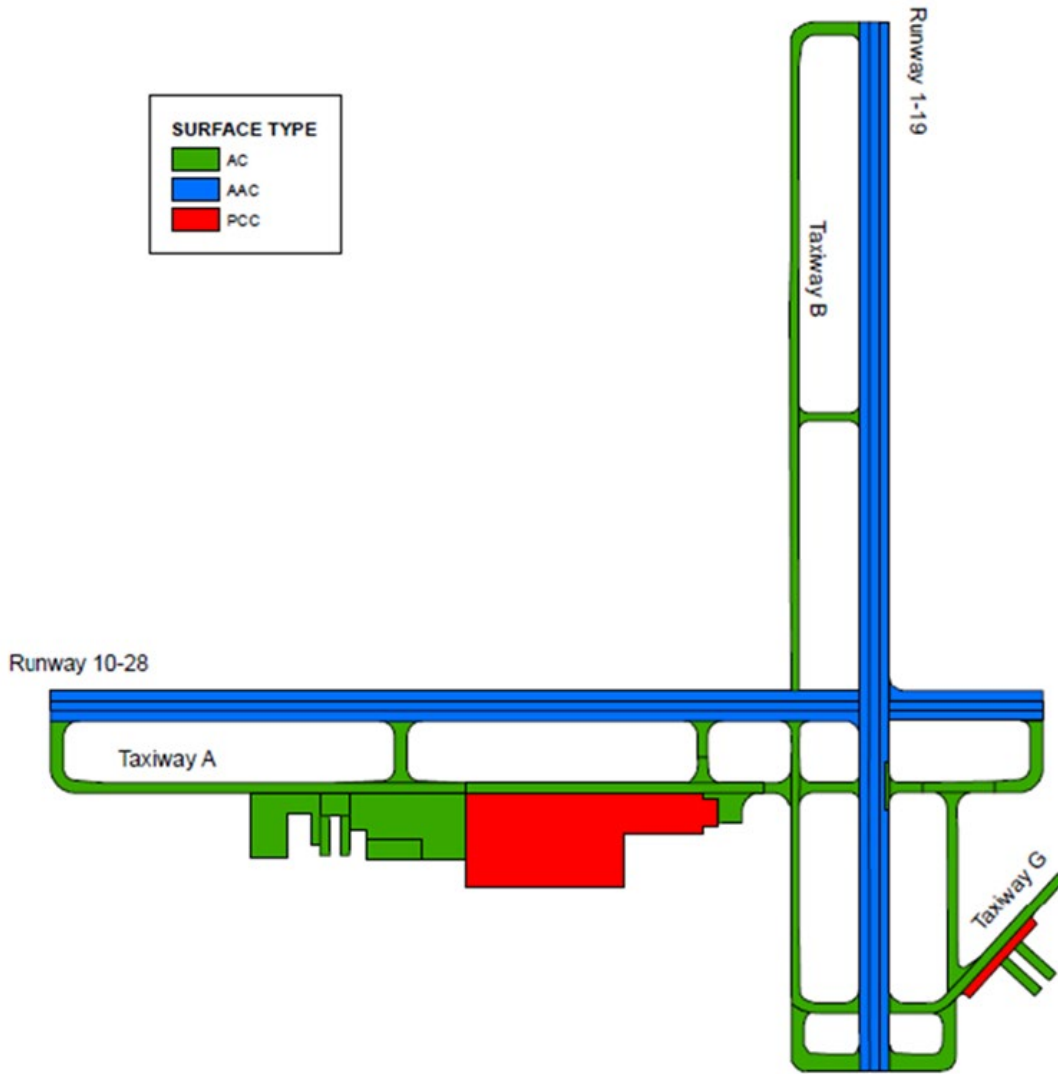 Runway 1-19
SURFACE TYPE
AC
AAC
PCC
Taxiway B
Runway 10-28
Taxiway A
Taxiway G